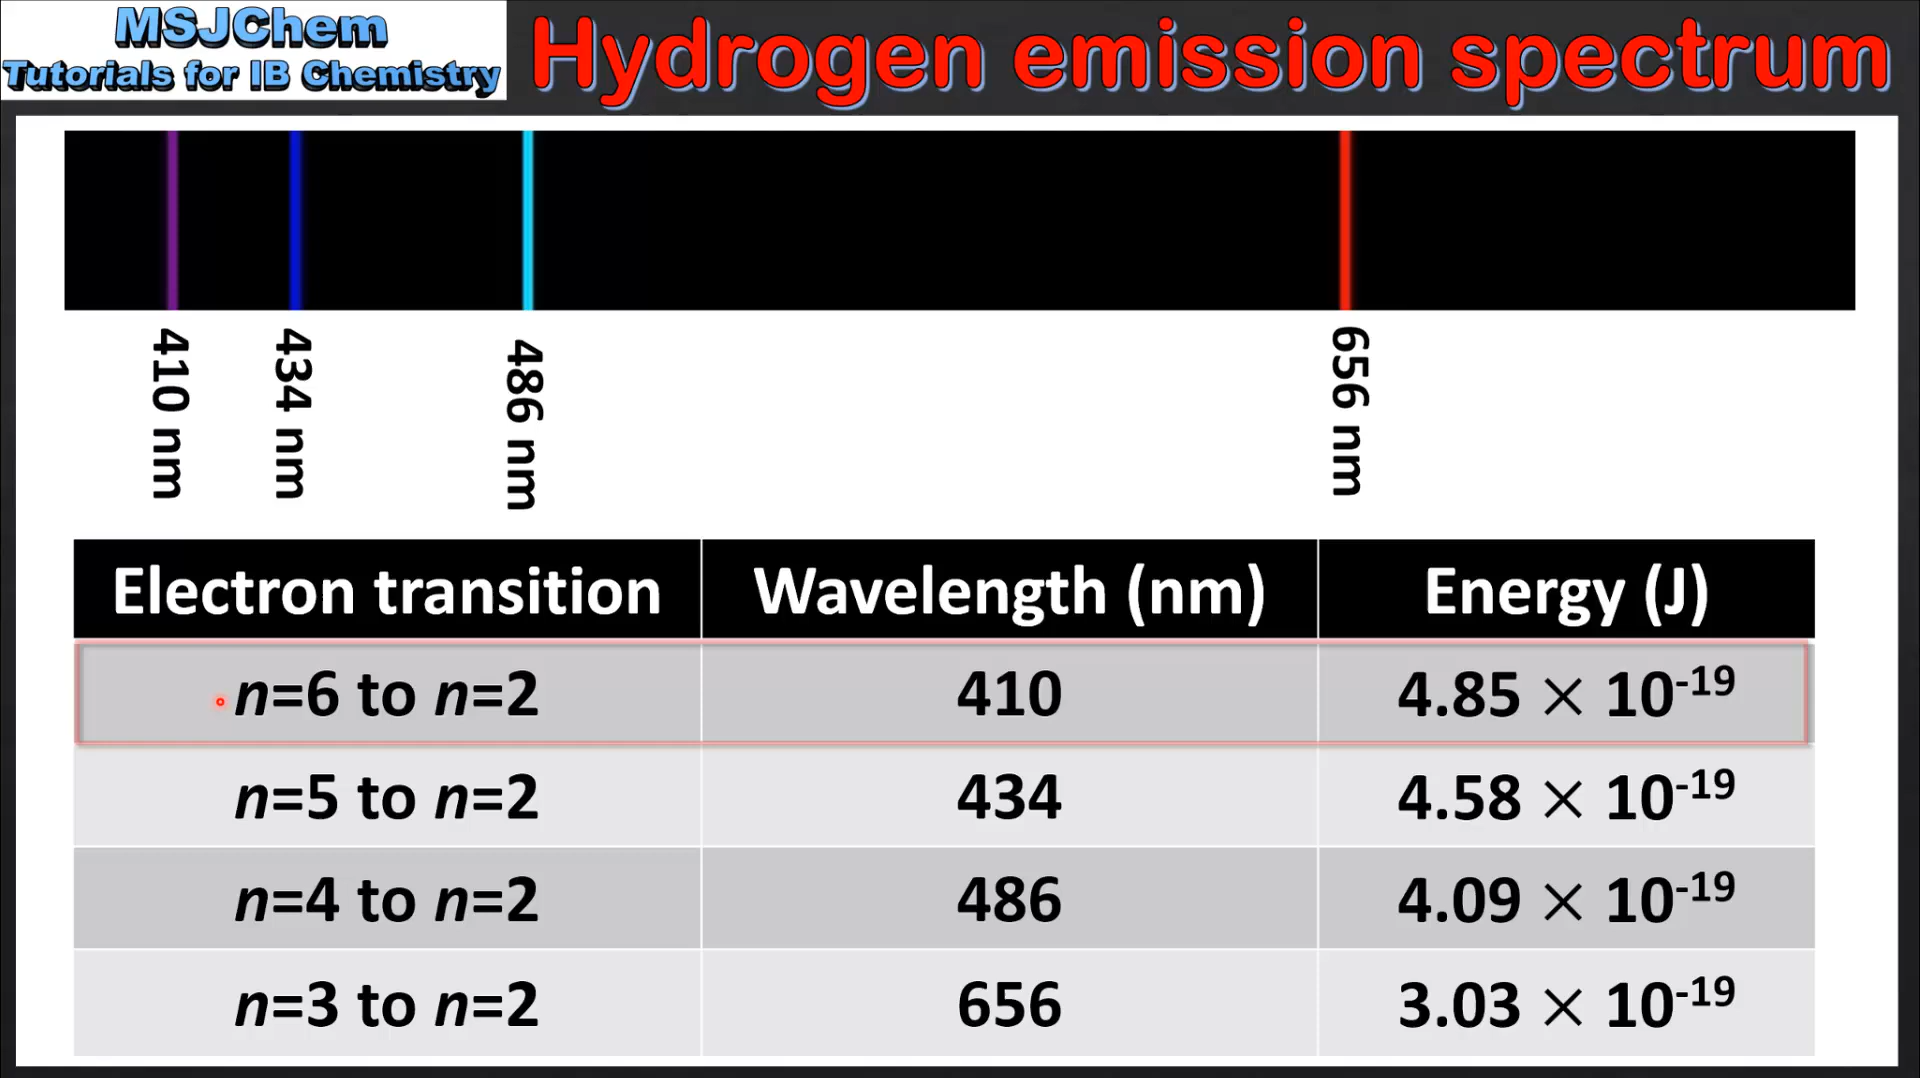 MSJChem
Tutorials for IB Chemistry
Hydrogen emission spectrum
410 nm
434 nm
486 nm
656 nm
Electron transition Wavelength (nm) Energy (J)
n=6 to n=2 410 4.85 × 10⁻¹⁹
n=5 to n=2 434 4.58 × 10⁻¹⁹
n=4 to n=2 486 4.09 × 10⁻¹⁹
n=3 to n=2 656 3.03 × 10⁻¹⁹